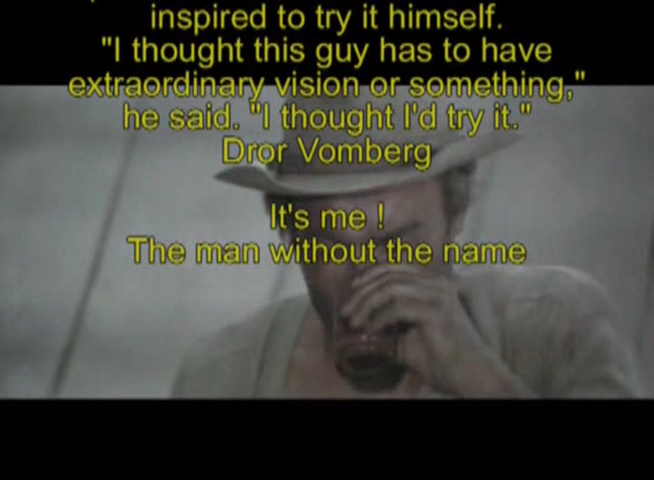 inspired to try it himself.
"I thought this guy has to have
extraordinary vision or something,"
he said. "I thought I'd try it."
Dror Vomberg
It's me !
The man without the name